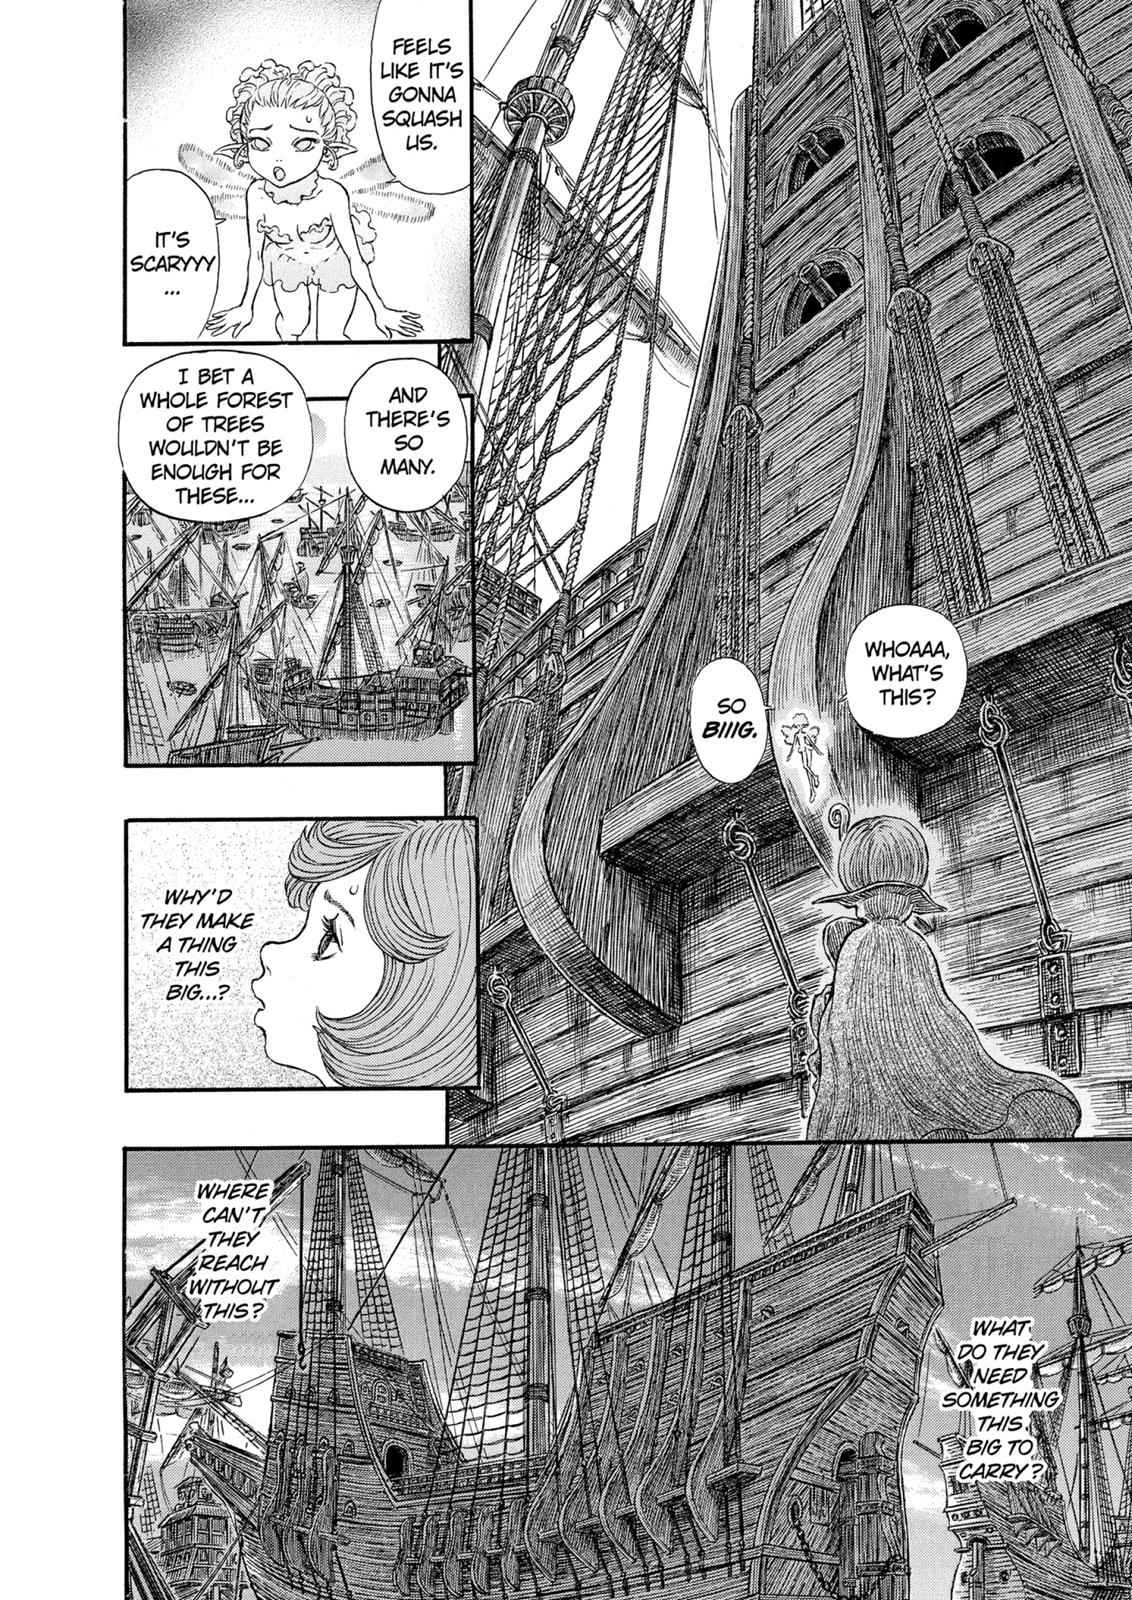 WHOAAA,
WHAT'S
THIS?
SO
BIIIG.
FEELS
LIKE IT'S
GONNA
SQUASH
US.
IT'S
SCARYYY
...
AND
THERE'S
SO
MANY.
I BET A
WHOLE FOREST
OF TREES
WOULDN'T BE
ENOUGH FOR
THESE...
WHY'D
THEY MAKE
A THING
THIS
BIG...?
WHAT
DO THEY
NEED
SOMETHING
THIS
BIG TO
CARRY?
WHERE
CAN'T
THEY
REACH
WITHOUT
THIS?